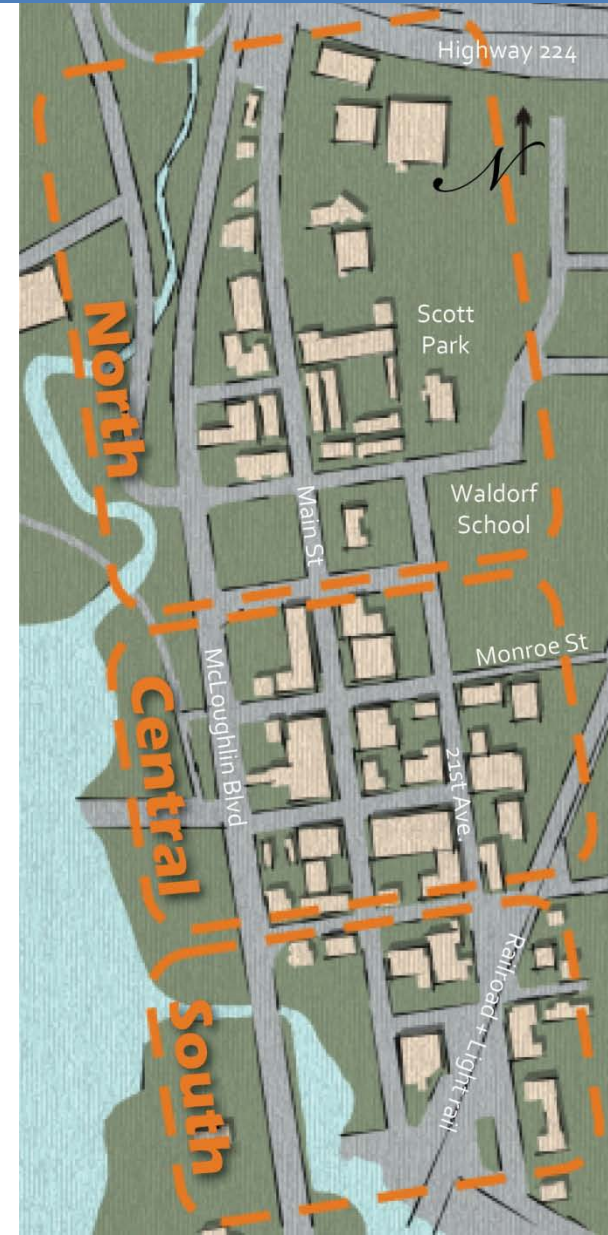 Highway 224
N
Scott
Park
North
Main St
Waldorf
School
Monroe St
McLoughlin Blvd
Central
21st Ave.
Railroad + Light rail
South